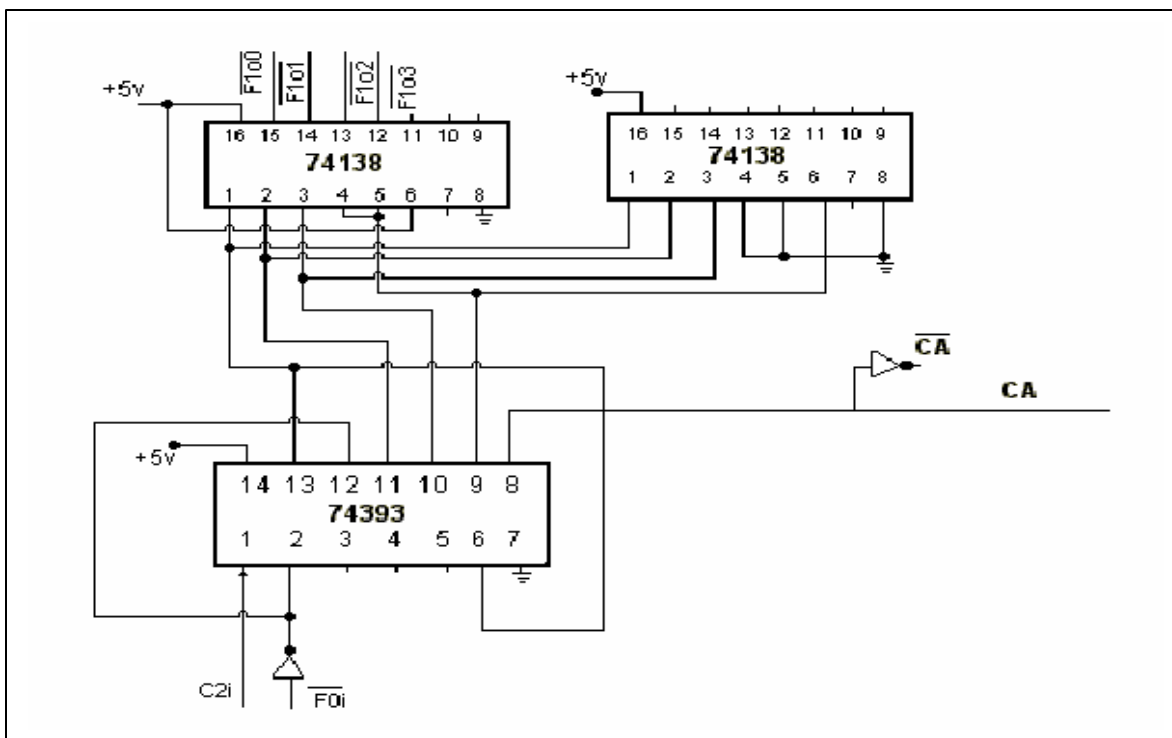 F1o0
F1o1
F1o2
F1o3
+5v
16 15 14 13 12 11 10 9
74138
1 2 3 4 5 6 7 8
+5v
16 15 14 13 12 11 10 9
74138
1 2 3 4 5 6 7 8
CA
CA
+5v
14 13 12 11 10 9 8
74393
1 2 3 4 5 6 7
C2i
F0i